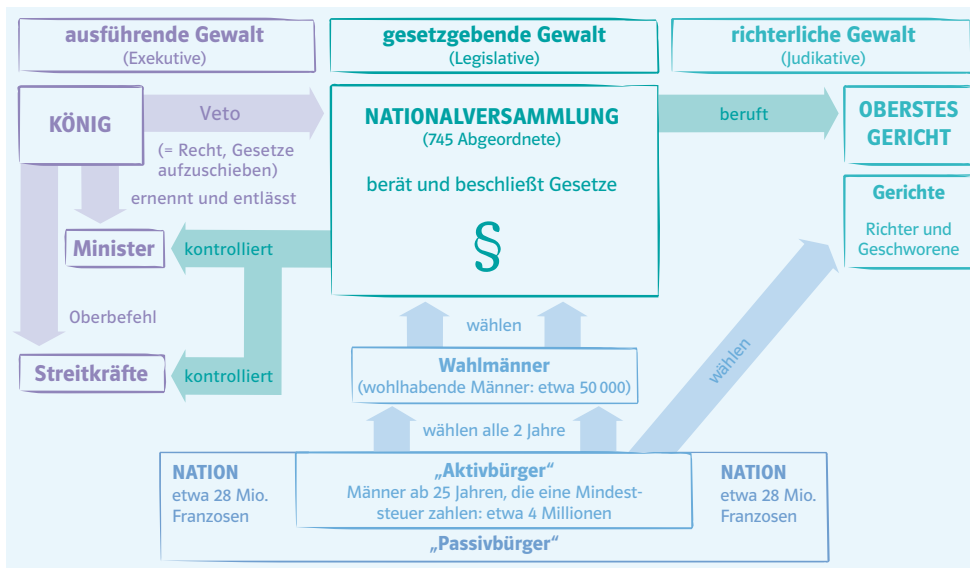 ausführende Gewalt
(Exekutive)
gesetzgebende Gewalt
(Legislative)
richterliche Gewalt
(Judikative)
KÖNIG
Veto
(= Recht, Gesetze
aufzuschieben)
ernennt und entlässt
NATIONALVERSAMMLUNG
(745 Abgeordnete)
berät und beschließt Gesetze
§
beruft
OBERSTES
GERICHT
Gerichte
Richter und
Geschworene
Minister
kontrolliert
Oberbefehl
Streitkräfte
kontrolliert
wählen
Wahlmänner
(wohlhabende Männer: etwa 50 000)
wählen
wählen alle 2 Jahre
NATION
etwa 28 Mio.
Franzosen
„Aktivbürger“
Männer ab 25 Jahren, die eine Mindest-
steuer zahlen: etwa 4 Millionen
NATION
etwa 28 Mio.
Franzosen
„Passivbürger“